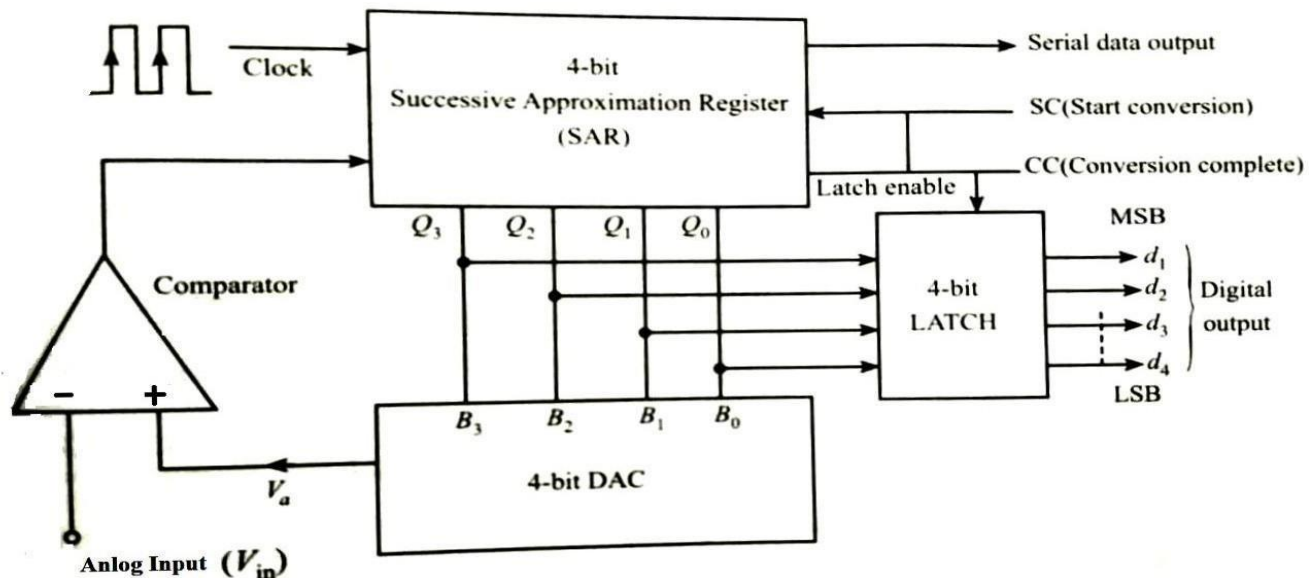 Clock
4-bit
Successive Approximation Register
(SAR)
Serial data output
SC(Start conversion)
CC(Conversion complete)
Latch enable
Q3 Q2 Q1 Q0
MSB
Comparator
4-bit
LATCH
d1
d2
d3
d4
Digital
output
LSB
- +
B3 B2 B1 B0
4-bit DAC
Va
Anlog Input (Vin)